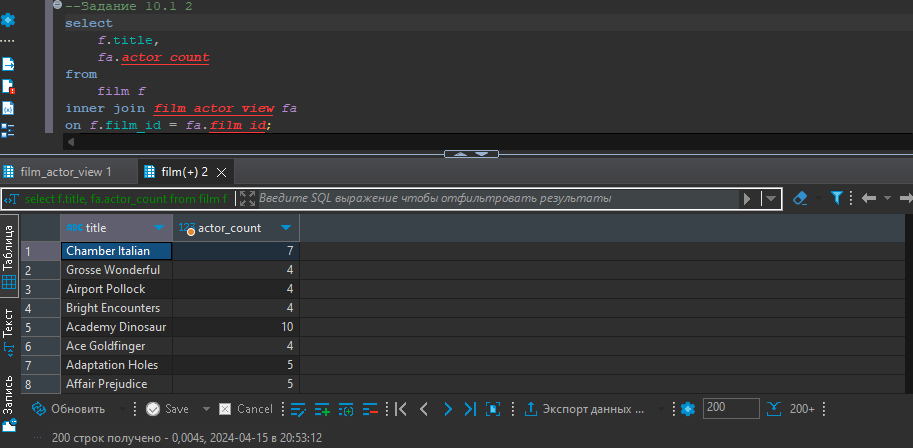 --Задание 10.1 2
select
f.title,
fa.actor_count
from
film f
inner join film_actor_view fa
on f.film_id = fa.film_id;
film_actor_view 1
film(+) 2
select f.title, fa.actor_count from film f
Введите SQL выражение чтобы отфильтровать результаты
Таблица
Текст
Запись
ABC title 123 actor_count
1 Chamber Italian 7
2 Grosse Wonderful 4
3 Airport Pollock 4
4 Bright Encounters 4
5 Academy Dinosaur 10
6 Ace Goldfinger 4
7 Adaptation Holes 5
8 Affair Prejudice 5
Обновить Save Cancel Экспорт данных ... 200 200+
200 строк получено - 0,004s, 2024-04-15 в 20:53:12